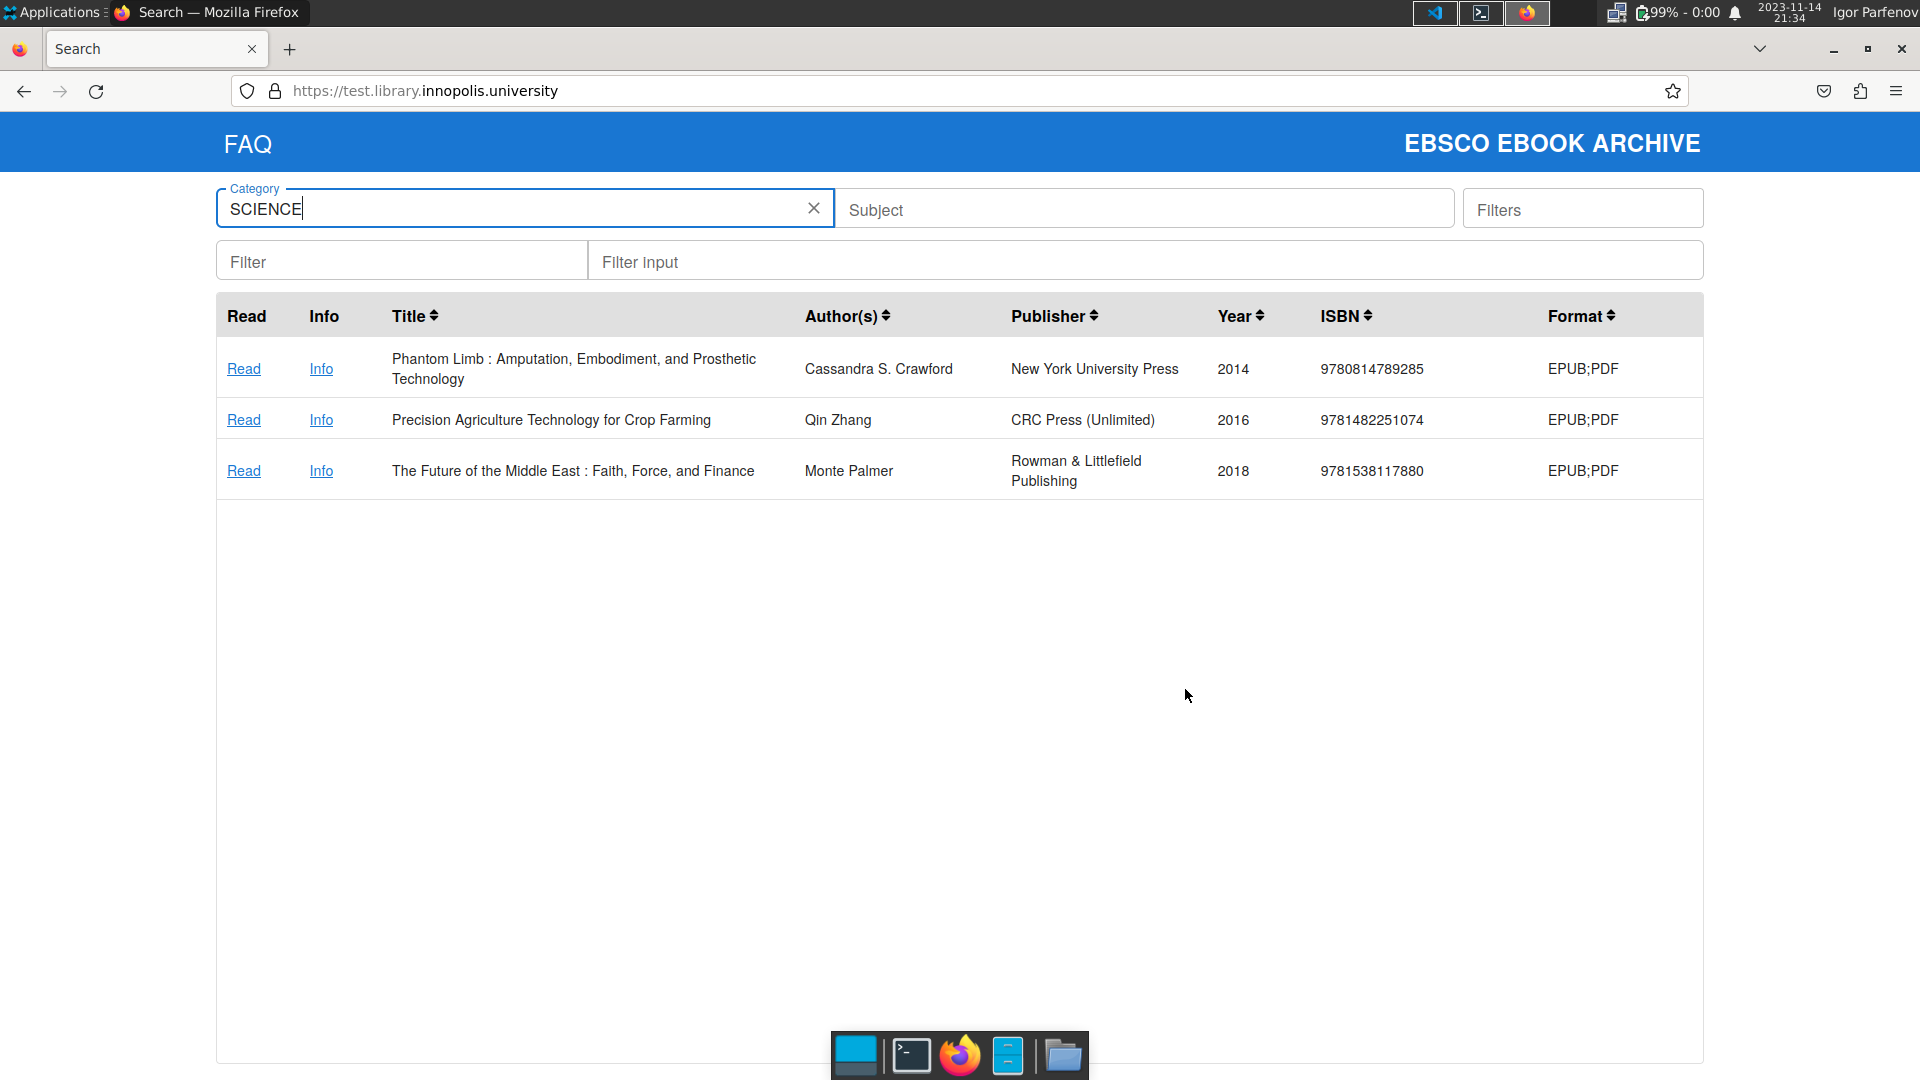 Applications Search — Mozilla Firefox 99% - 0:00 2023-11-14 21:34 Igor Parfenov
Search
https://test.library.innopolis.university
FAQ EBSCO EBOOK ARCHIVE
Category
SCIENCE Subject Filters
Filter Filter input
Read Info Title Author(s) Publisher Year ISBN Format
Read Info Phantom Limb : Amputation, Embodiment, and Prosthetic Technology Cassandra S. Crawford New York University Press 2014 9780814789285 EPUB;PDF
Read Info Precision Agriculture Technology for Crop Farming Qin Zhang CRC Press (Unlimited) 2016 9781482251074 EPUB;PDF
Read Info The Future of the Middle East : Faith, Force, and Finance Monte Palmer Rowman & Littlefield Publishing 2018 9781538117880 EPUB;PDF